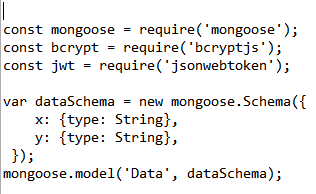 const mongoose = require('mongoose');
const bcrypt = require('bcryptjs');
const jwt = require('jsonwebtoken');

var dataSchema = new mongoose.Schema({
    x: {type: String},
    y: {type: String},
 });
mongoose.model('Data', dataSchema);